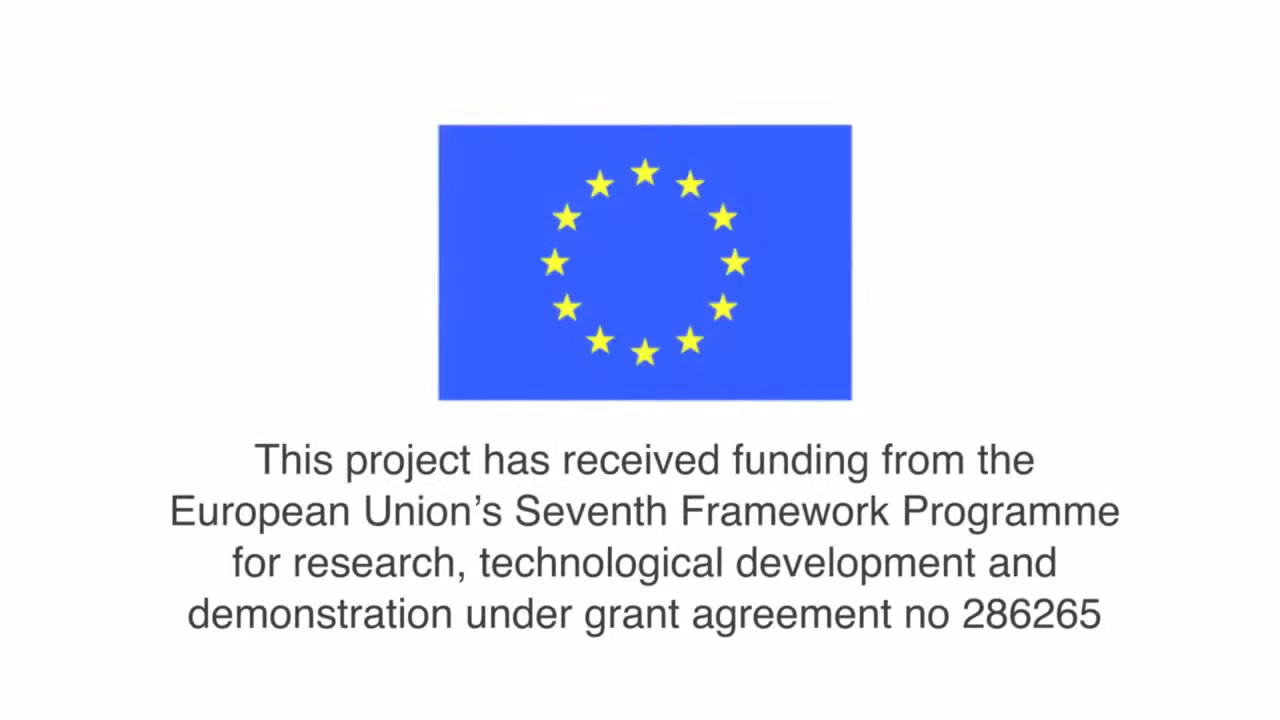 This project has received funding from the
European Union’s Seventh Framework Programme
for research, technological development and
demonstration under grant agreement no 286265